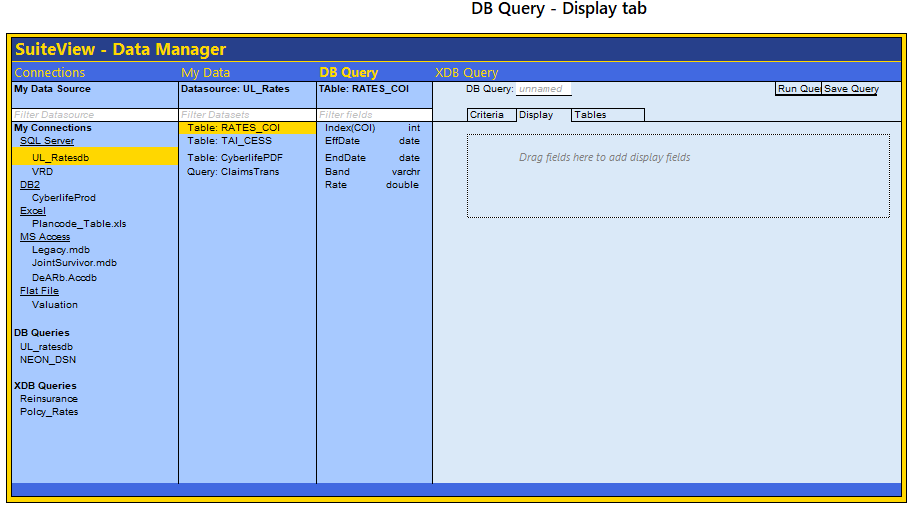 DB Query - Display tab
SuiteView - Data Manager
Connections My Data DB Query XDB Query
My Data Source Datasource: UL_Rates TAble: RATES_COI DB Query: unnamed Run Quer Save Query
Filter Datasource Filter Datasets Filter fields Criteria Display Tables
My Connections Table: RATES_COI Index(COI) int
SQL Server Table: TAI_CESS EffDate date
UL_Ratesdb Table: CyberlifePDF EndDate date Drag fields here to add display fields
VRD Query: ClaimsTrans Band varchr
DB2 Rate double
CyberlifeProd
Excel
Plancode_Table.xls
MS Access
Legacy.mdb
JointSurvivor.mdb
DeARb.Accdb
Flat File
Valuation
DB Queries
UL_ratesdb
NEON_DSN
XDB Queries
Reinsurance
Polcy_Rates